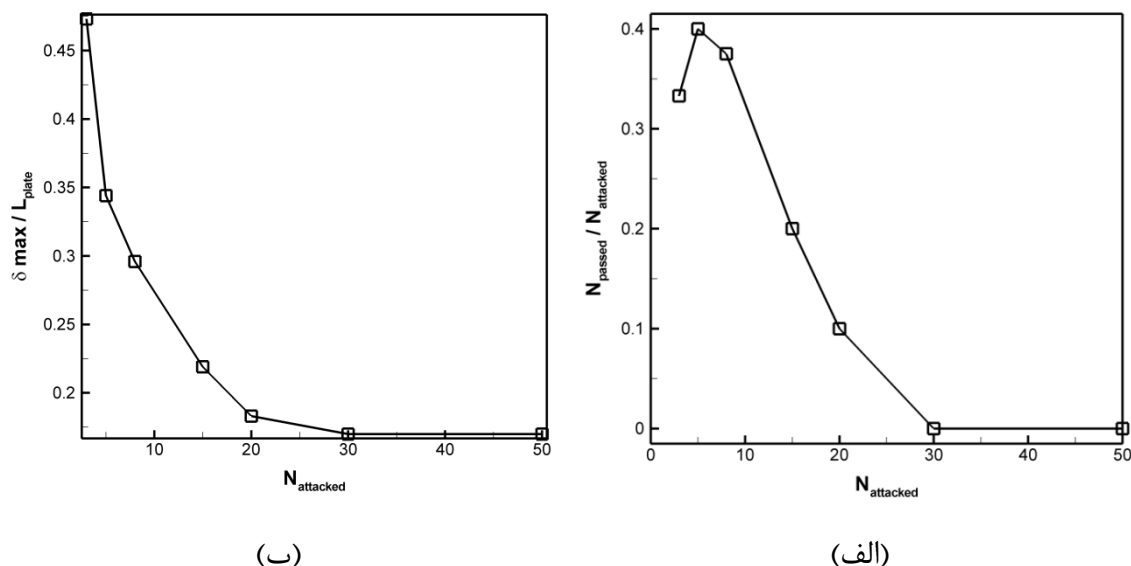 0.45
0.4
0.35
0.3
0.25
0.2
δ max / L_plate
10 20 30 40 50
N_attacked
(ب)
0.4
0.3
0.2
0.1
0
N_passed / N_attacked
0 10 20 30 40 50
N_attacked
(الف)